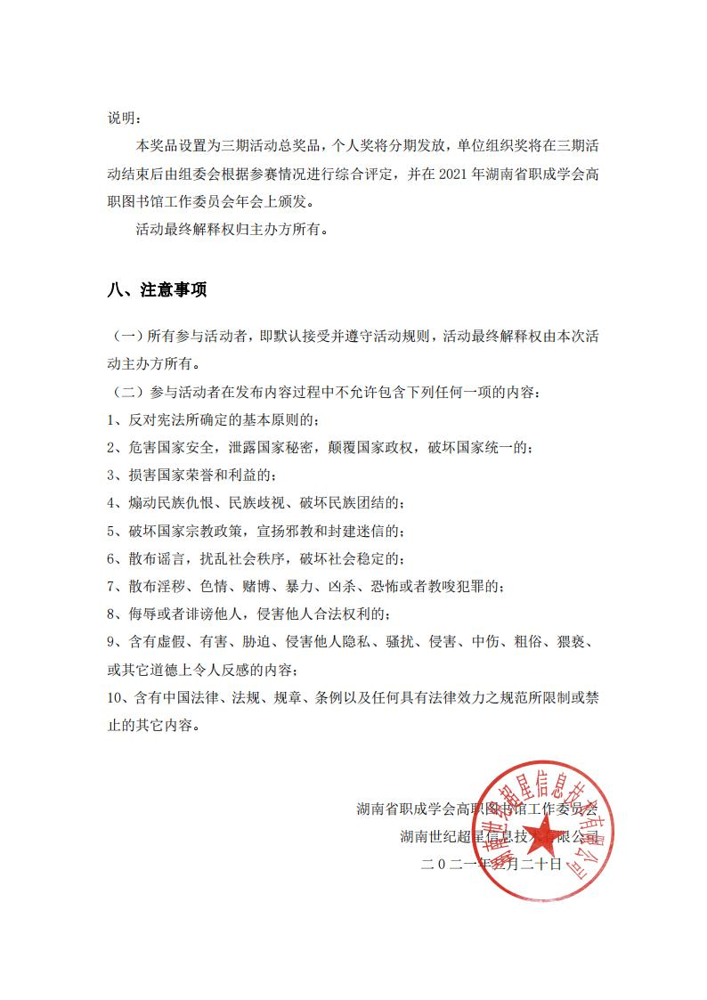 说明：
本奖品设置为三期活动总奖品，个人奖将分期发放，单位组织奖将在三期活
动结束后由组委会根据参赛情况进行综合评定，并在 2021 年湖南省职成学会高
职图书馆工作委员会年会上颁发。
活动最终解释权归主办方所有。
八、注意事项
（一）所有参与活动者，即默认接受并遵守活动规则，活动最终解释权由本次活
动主办方所有。
（二）参与活动者在发布内容过程中不允许包含下列任何一项的内容：
1、反对宪法所确定的基本原则的；
2、危害国家安全，泄露国家秘密，颠覆国家政权，破坏国家统一的；
3、损害国家荣誉和利益的；
4、煽动民族仇恨、民族歧视、破坏民族团结的；
5、破坏国家宗教政策，宣扬邪教和封建迷信的；
6、散布谣言，扰乱社会秩序，破坏社会稳定的；
7、散布淫秽、色情、赌博、暴力、凶杀、恐怖或者教唆犯罪的；
8、侮辱或者诽谤他人，侵害他人合法权利的；
9、含有虚假、有害、胁迫、侵害他人隐私、骚扰、侵害、中伤、粗俗、猥亵、
或其它道德上令人反感的内容；
10、含有中国法律、法规、规章、条例以及任何具有法律效力之规范所限制或禁
止的其它内容。
湖南省职成学会高职图书馆工作委员会
湖南世纪超星信息技术有限公司
二 0 二一年月二十日
湖南世纪超星信息技术有限公司